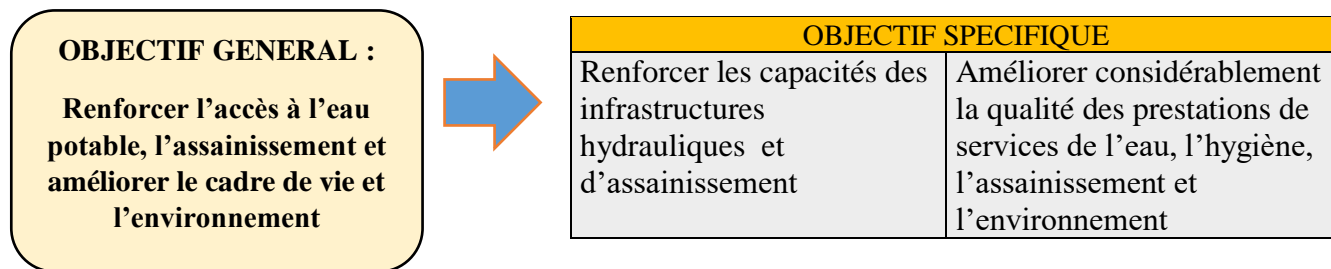 OBJECTIF GENERAL :
Renforcer l’accès à l’eau
potable, l’assainissement et
améliorer le cadre de vie et
l’environnement
OBJECTIF SPECIFIQUE
Renforcer les capacités des
infrastructures
hydrauliques et
d’assainissement
Améliorer considérablement
la qualité des prestations de
services de l’eau, l’hygiène,
l’assainissement et
l’environnement